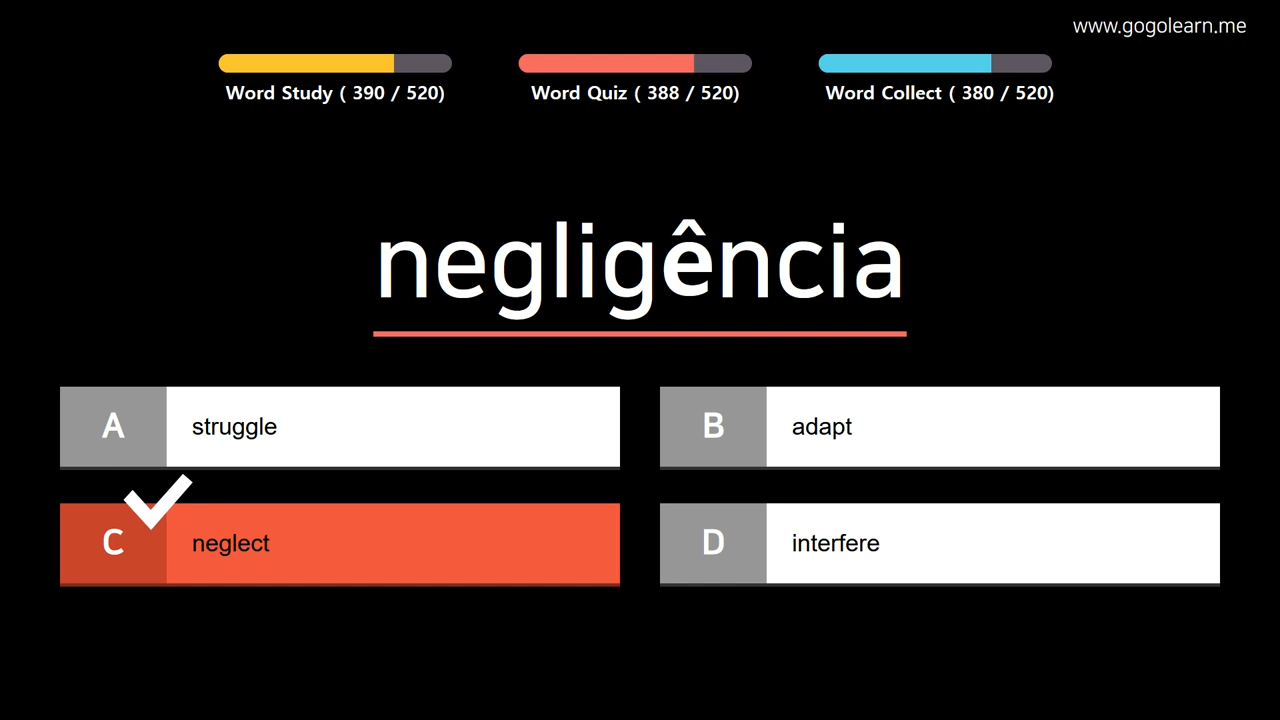 www.gogolearn.me
Word Study ( 390 / 520)
Word Quiz ( 388 / 520)
Word Collect ( 380 / 520)
negligência
A struggle
B adapt
C neglect
D interfere